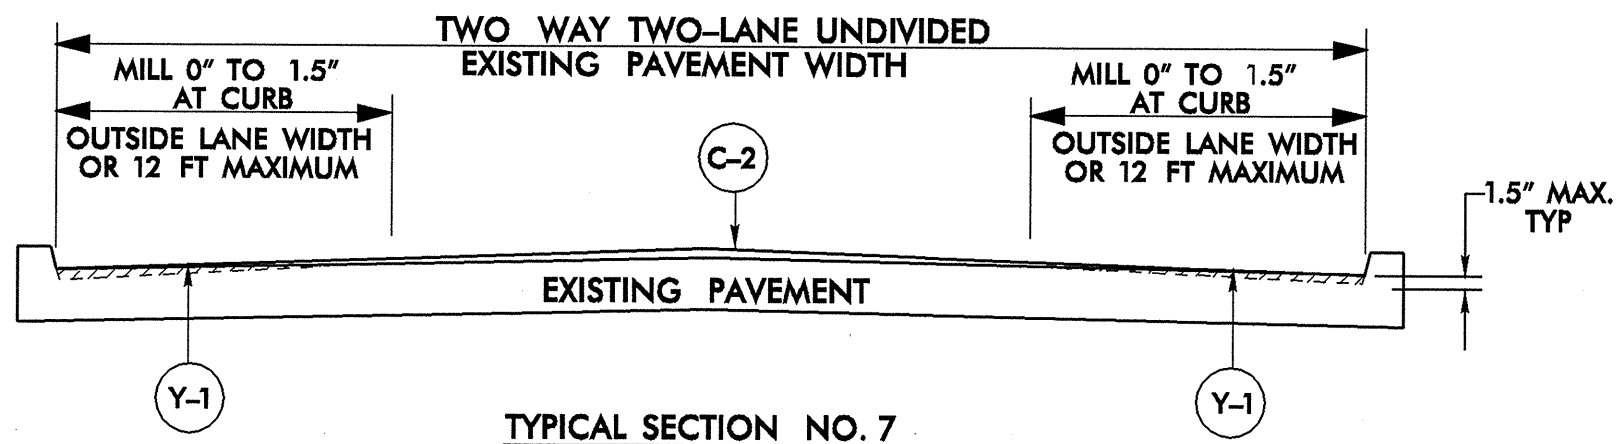 TWO WAY TWO–LANE UNDIVIDED
EXISTING PAVEMENT WIDTH
MILL 0" TO 1.5"
AT CURB
OUTSIDE LANE WIDTH
OR 12 FT MAXIMUM
MILL 0" TO 1.5"
AT CURB
OUTSIDE LANE WIDTH
OR 12 FT MAXIMUM
C–2
1.5" MAX.
TYP
EXISTING PAVEMENT
Y–1
Y–1
TYPICAL SECTION NO. 7